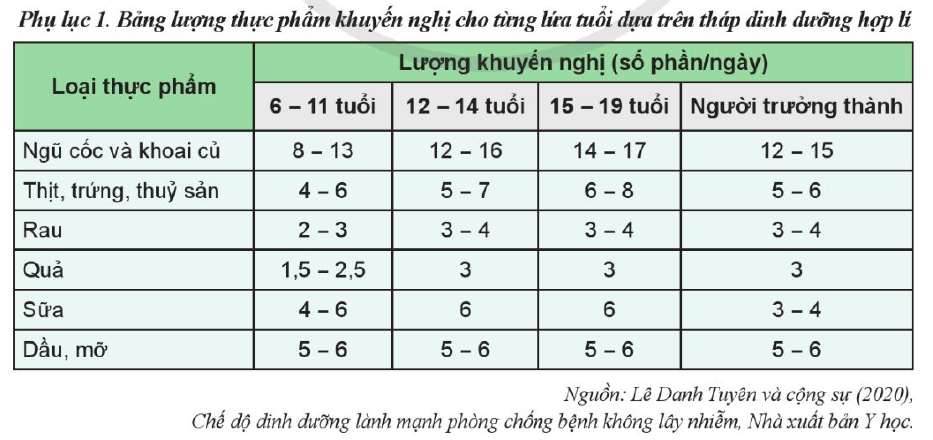 Phụ lục 1. Bảng lượng thực phẩm khuyến nghị cho từng lứa tuổi dựa trên tháp dinh dưỡng hợp lí
Loại thực phẩm
Lượng khuyến nghị (số phần/ngày)
6 – 11 tuổi 12 – 14 tuổi 15 – 19 tuổi Người trưởng thành
Ngũ cốc và khoai củ 8 – 13 12 – 16 14 – 17 12 – 15
Thịt, trứng, thuỷ sản 4 – 6 5 – 7 6 – 8 5 – 6
Rau 2 – 3 3 – 4 3 – 4 3 – 4
Quả 1,5 – 2,5 3 3 3
Sữa 4 – 6 6 6 3 – 4
Dầu, mỡ 5 – 6 5 – 6 5 – 6 5 – 6
Nguồn: Lê Danh Tuyên và cộng sự (2020),
Chế độ dinh dưỡng lành mạnh phòng chống bệnh không lây nhiễm, Nhà xuất bản Y học.